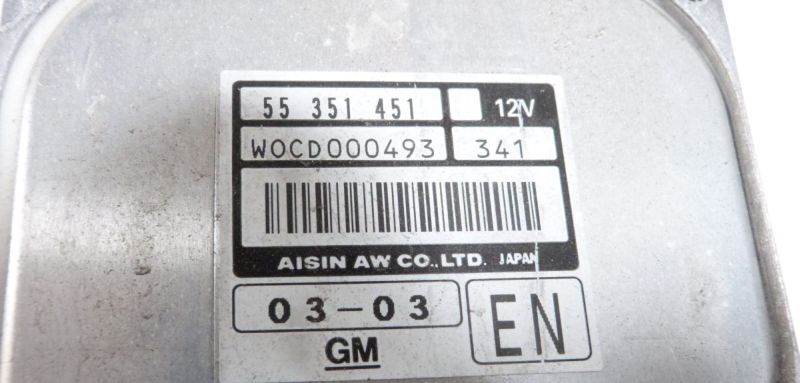 55 351 451 12V
WOCD000493 341
AISIN AW CO.,LTD. JAPAN
03-03 EN
GM